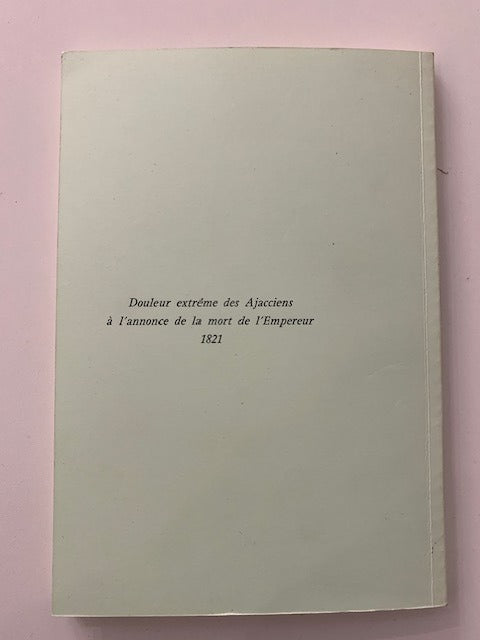 Douleur extréme des Ajacciens
à l'annonce de la mort de l'Empereur
1821